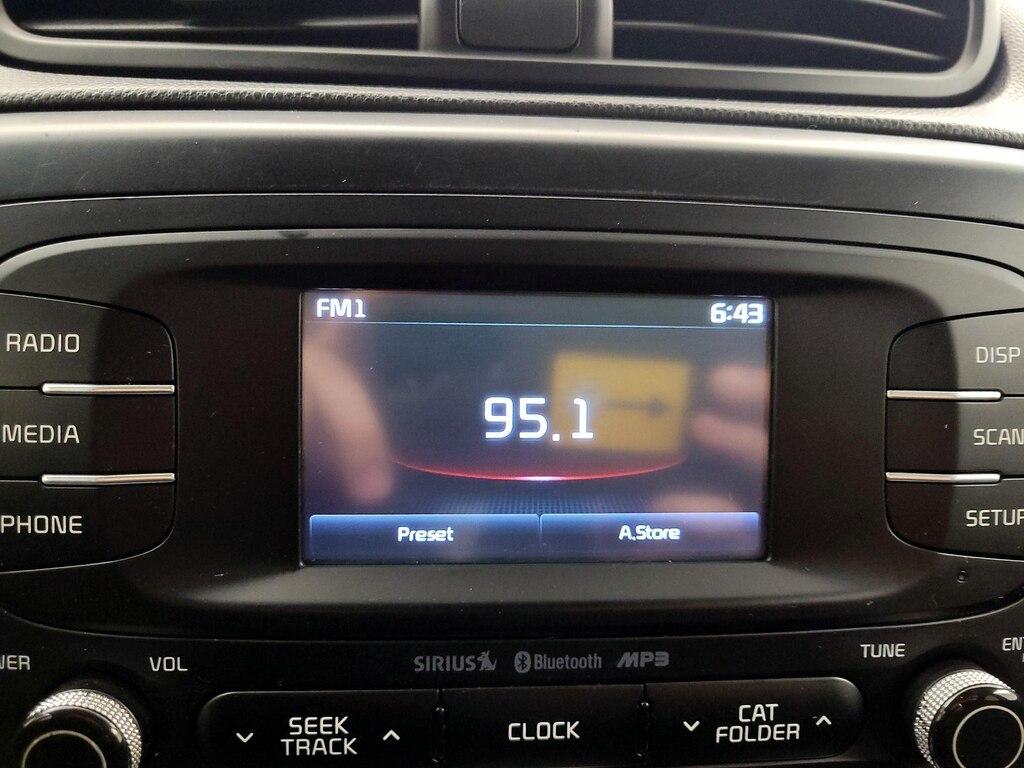 FM1 6:43
RADIO
DISP
95.1
MEDIA
SCAN
PHONE
SETUP
Preset A.Store
VOL
SIRIUS Bluetooth MP3
TUNE
SEEK
TRACK
CLOCK
CAT
FOLDER